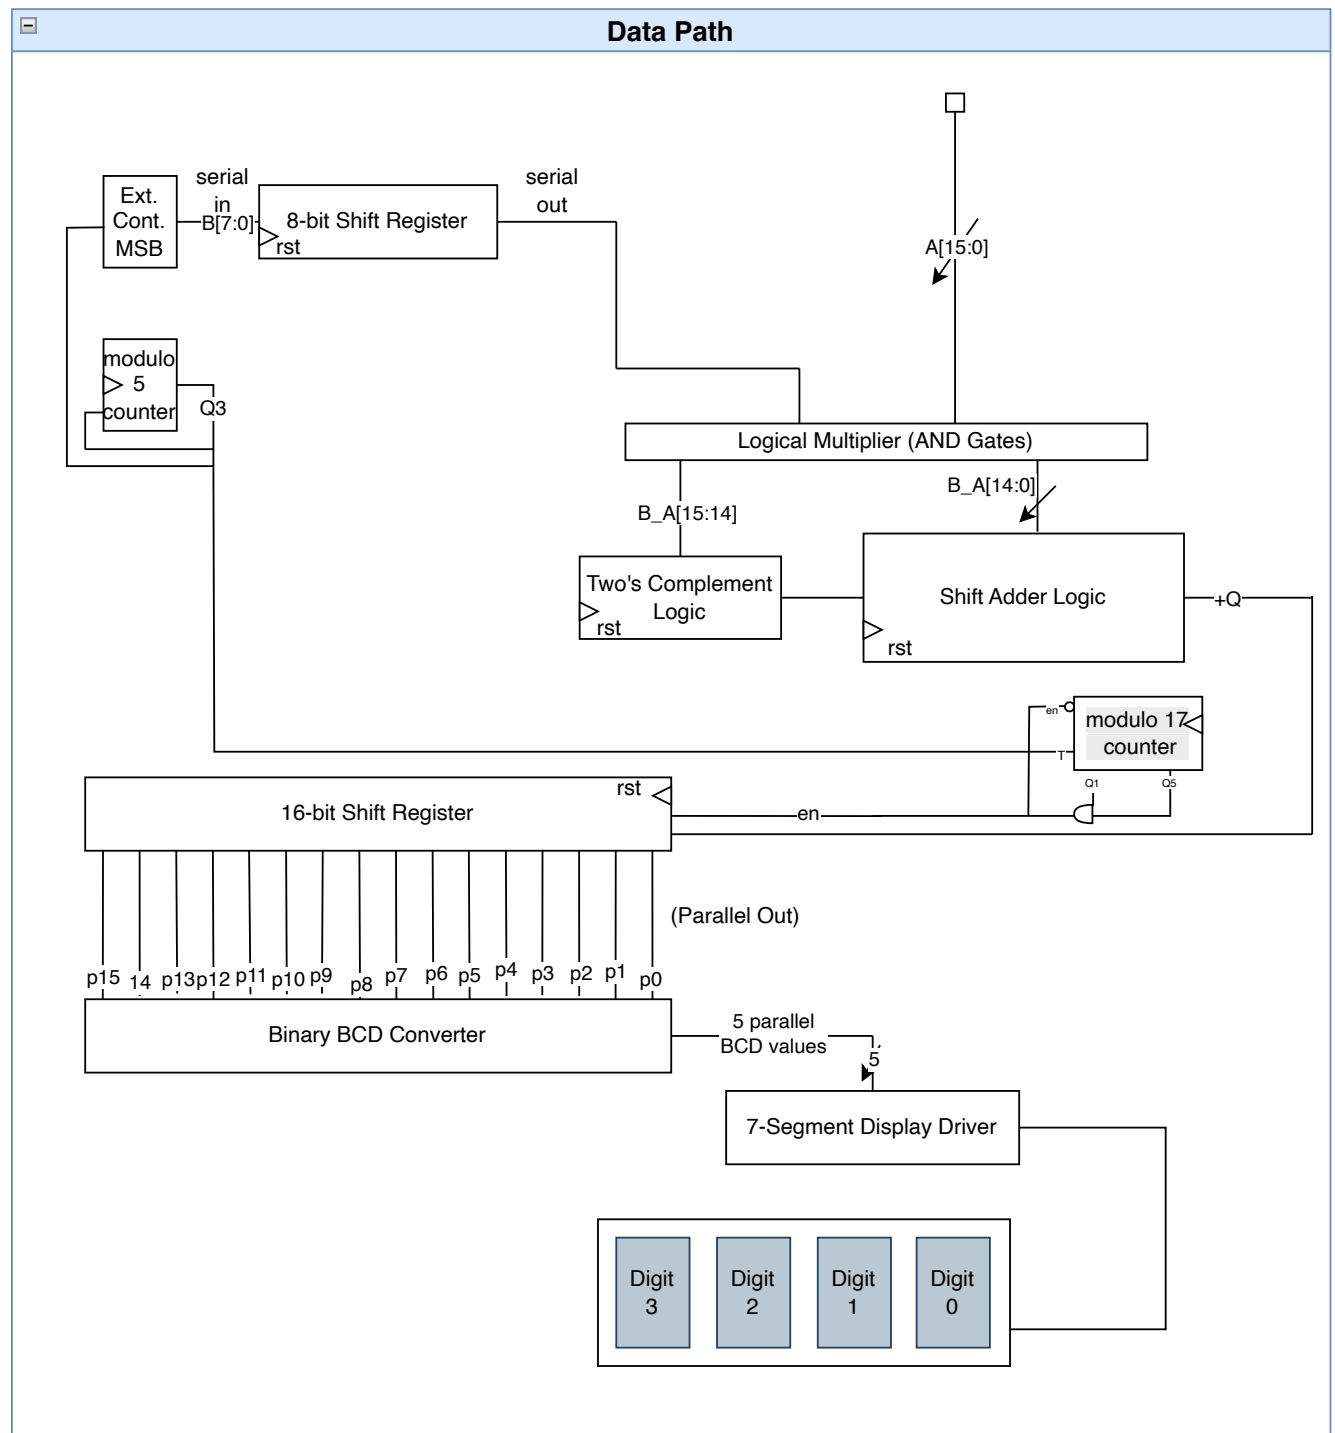 Data Path
Ext.
Cont.
MSB
serial
in
B[7:0]
8-bit Shift Register
rst
serial
out
A[15:0]
modulo
5
counter
Q3
Logical Multiplier (AND Gates)
B_A[15:14]
B_A[14:0]
Two's Complement
Logic
rst
Shift Adder Logic
rst
+Q
en
modulo 17
counter
T
Q1
Q5
16-bit Shift Register
rst
en
(Parallel Out)
p15 14 p13 p12 p11 p10 p9 p8 p7 p6 p5 p4 p3 p2 p1 p0
Binary BCD Converter
5 parallel
BCD values
5
7-Segment Display Driver
Digit
3
Digit
2
Digit
1
Digit
0